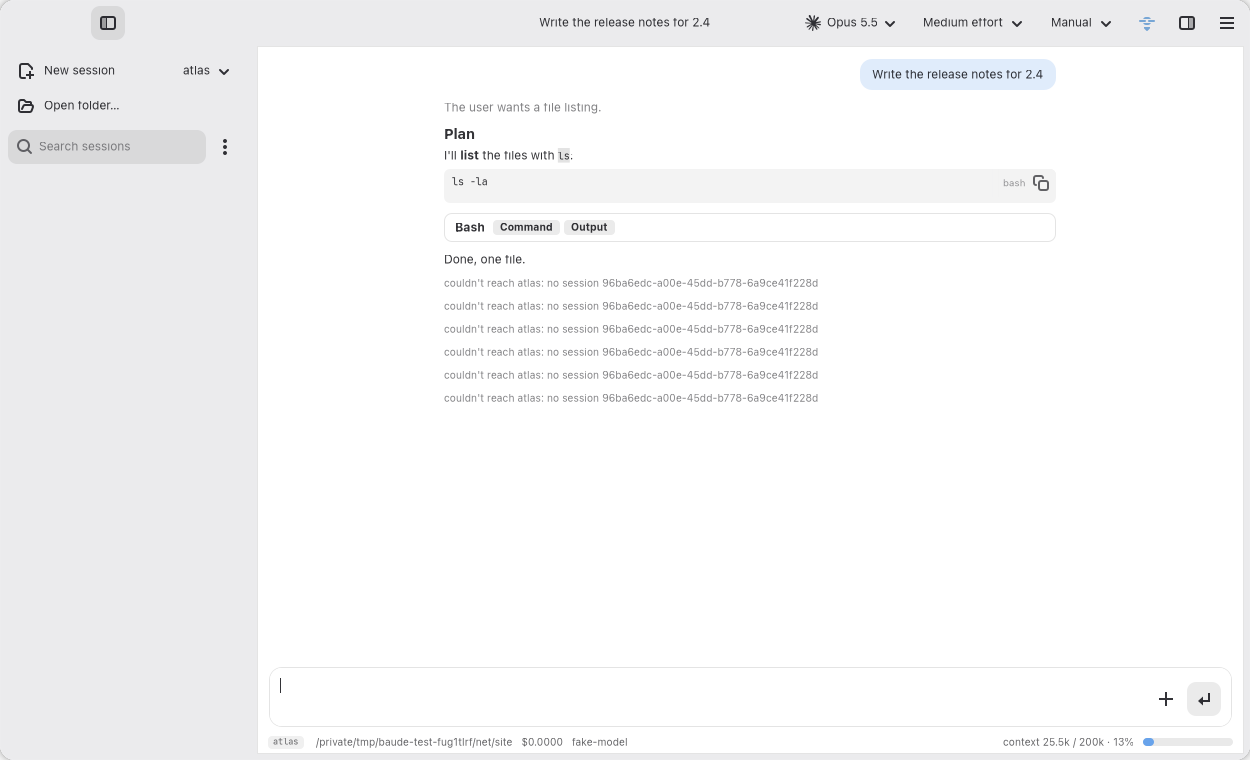 Write the release notes for 2.4
Opus 5.5
Medium effort
Manual
New session
atlas
Open folder...
Search sessions
Write the release notes for 2.4
The user wants a file listing.
Plan
I'll list the files with ls.
ls -la
bash
Bash Command Output
Done, one file.
couldn't reach atlas: no session 96ba6edc-a00e-45dd-b778-6a9ce41f228d
couldn't reach atlas: no session 96ba6edc-a00e-45dd-b778-6a9ce41f228d
couldn't reach atlas: no session 96ba6edc-a00e-45dd-b778-6a9ce41f228d
couldn't reach atlas: no session 96ba6edc-a00e-45dd-b778-6a9ce41f228d
couldn't reach atlas: no session 96ba6edc-a00e-45dd-b778-6a9ce41f228d
couldn't reach atlas: no session 96ba6edc-a00e-45dd-b778-6a9ce41f228d
atlas /private/tmp/baude-test-fug1tlrf/net/site $0.0000 fake-model
context 25.5k / 200k · 13%